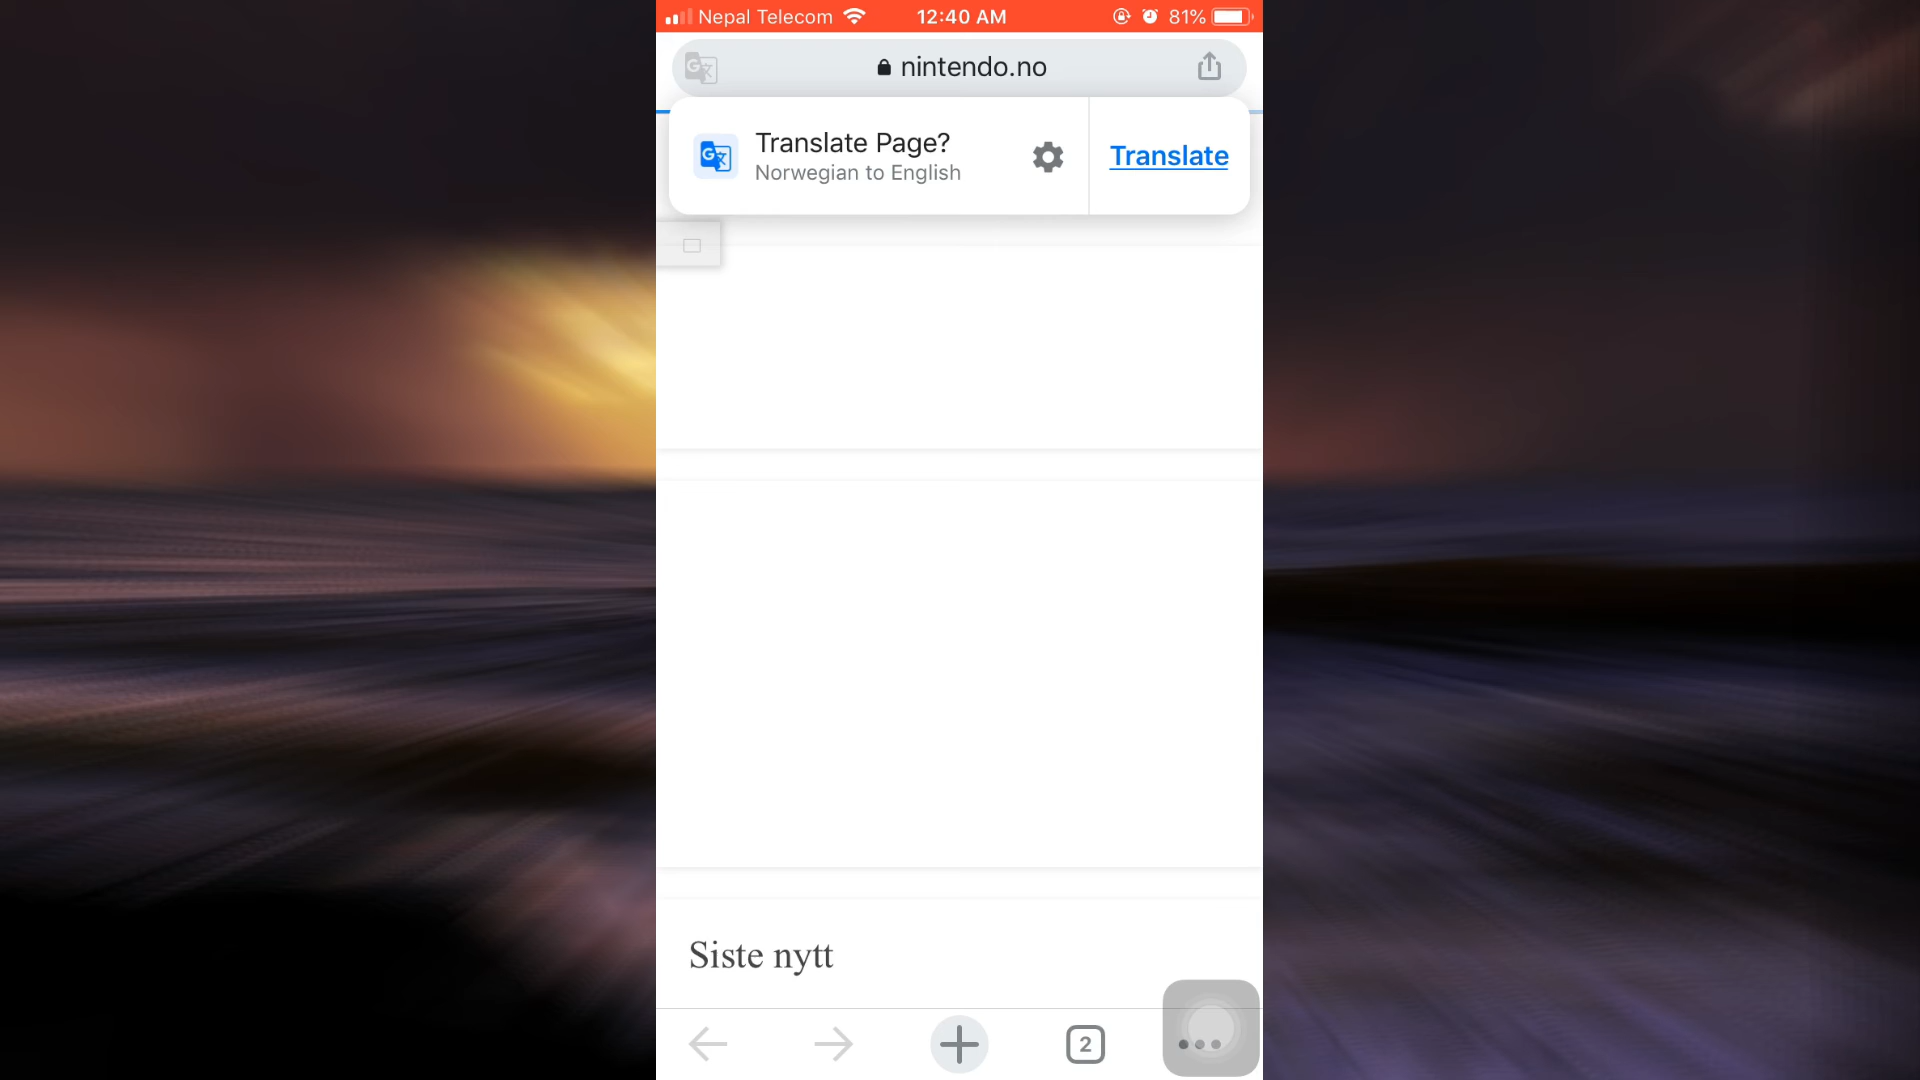 Nepal Telecom 12:40 AM 81%
nintendo.no
Translate Page?
Norwegian to English
Translate
Siste nytt
2